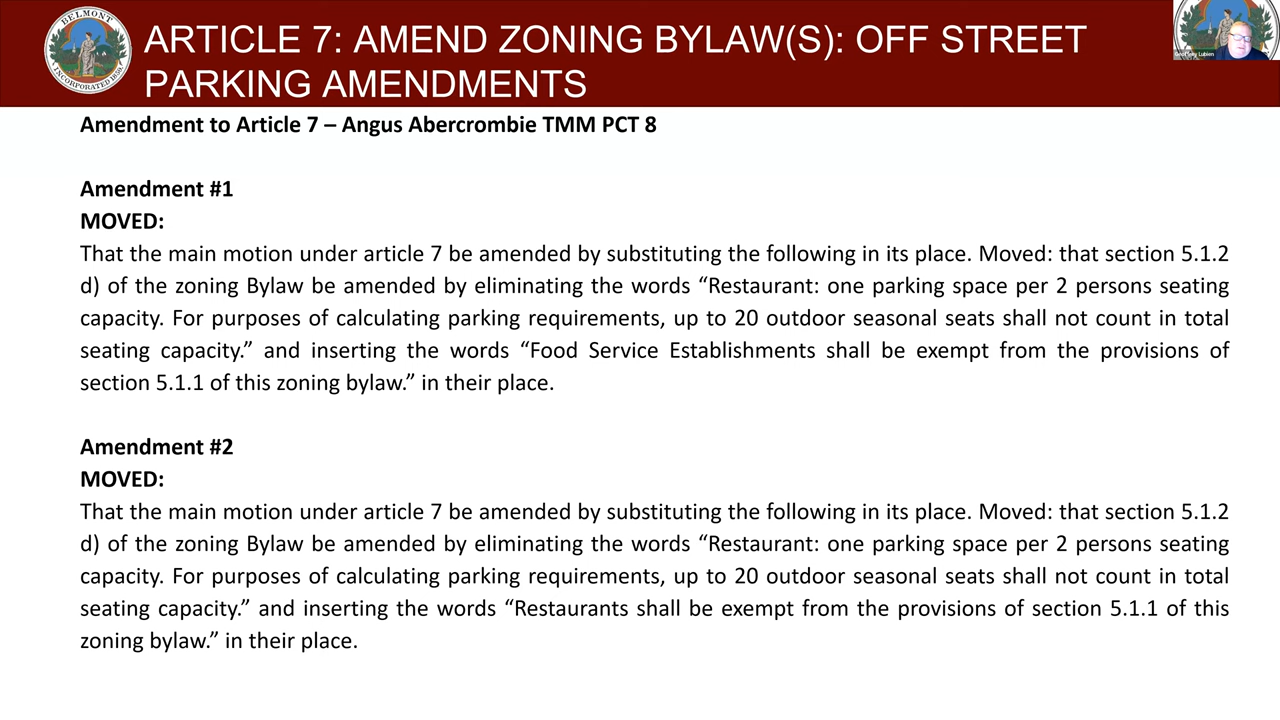 ARTICLE 7: AMEND ZONING BYLAW(S): OFF STREET
PARKING AMENDMENTS
BELMONT
INCORPORATED 1859
Lubien
Amendment to Article 7 – Angus Abercrombie TMM PCT 8
Amendment #1
MOVED:
That the main motion under article 7 be amended by substituting the following in its place. Moved: that section 5.1.2
d) of the zoning Bylaw be amended by eliminating the words “Restaurant: one parking space per 2 persons seating
capacity. For purposes of calculating parking requirements, up to 20 outdoor seasonal seats shall not count in total
seating capacity.” and inserting the words “Food Service Establishments shall be exempt from the provisions of
section 5.1.1 of this zoning bylaw.” in their place.
Amendment #2
MOVED:
That the main motion under article 7 be amended by substituting the following in its place. Moved: that section 5.1.2
d) of the zoning Bylaw be amended by eliminating the words “Restaurant: one parking space per 2 persons seating
capacity. For purposes of calculating parking requirements, up to 20 outdoor seasonal seats shall not count in total
seating capacity.” and inserting the words “Restaurants shall be exempt from the provisions of section 5.1.1 of this
zoning bylaw.” in their place.